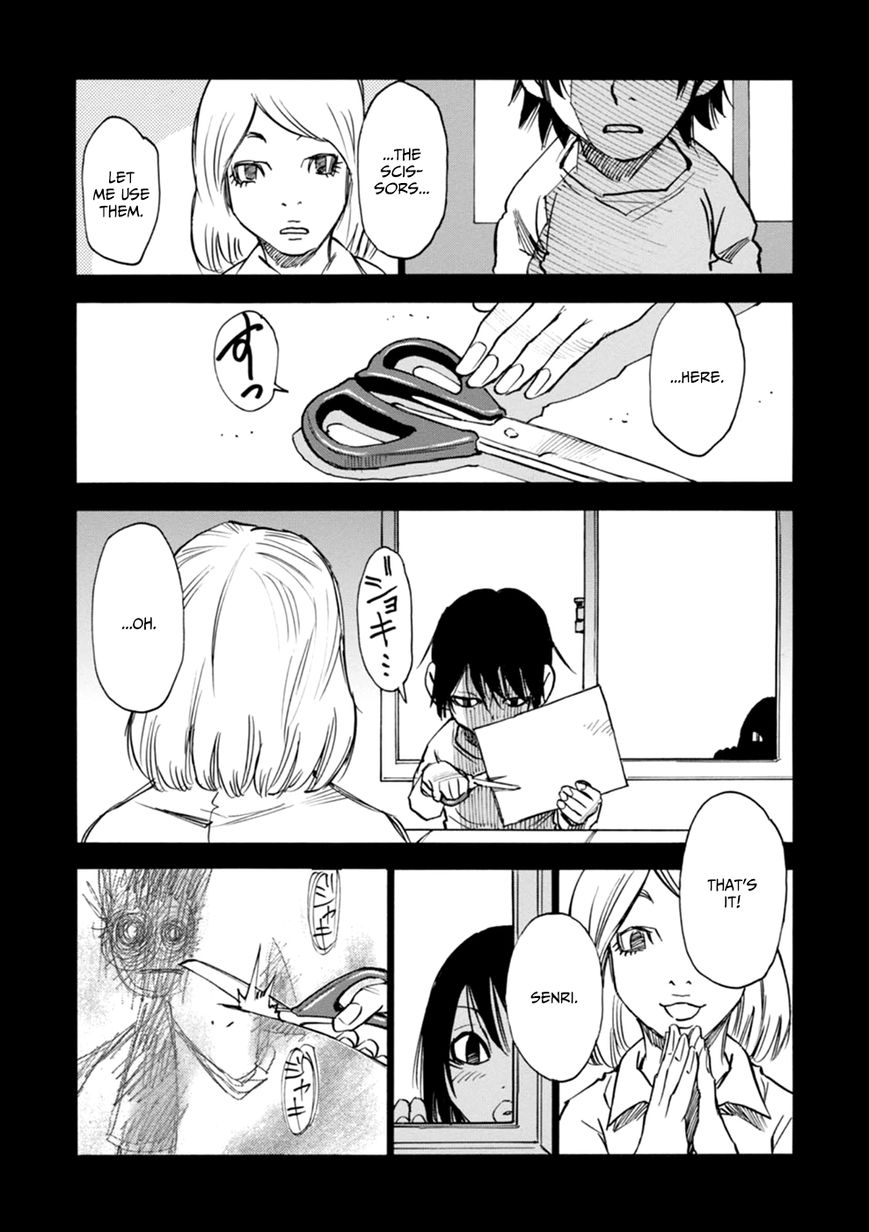 ...THE
SCIS-
SORS...
LET
ME USE
THEM.
...HERE.
すっ
ジョキ...
...OH.
THAT'S
IT!
SENRI.
ジャキ
ジャキ